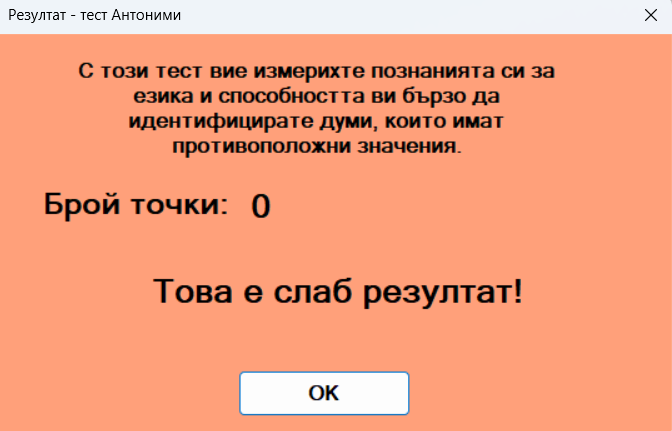 Резултат - тест Антоними
С този тест вие измерихте познанията си за
езика и способността ви бързо да
идентифицирате думи, които имат
противоположни значения.
Брой точки: 0
Това е слаб резултат!
OK